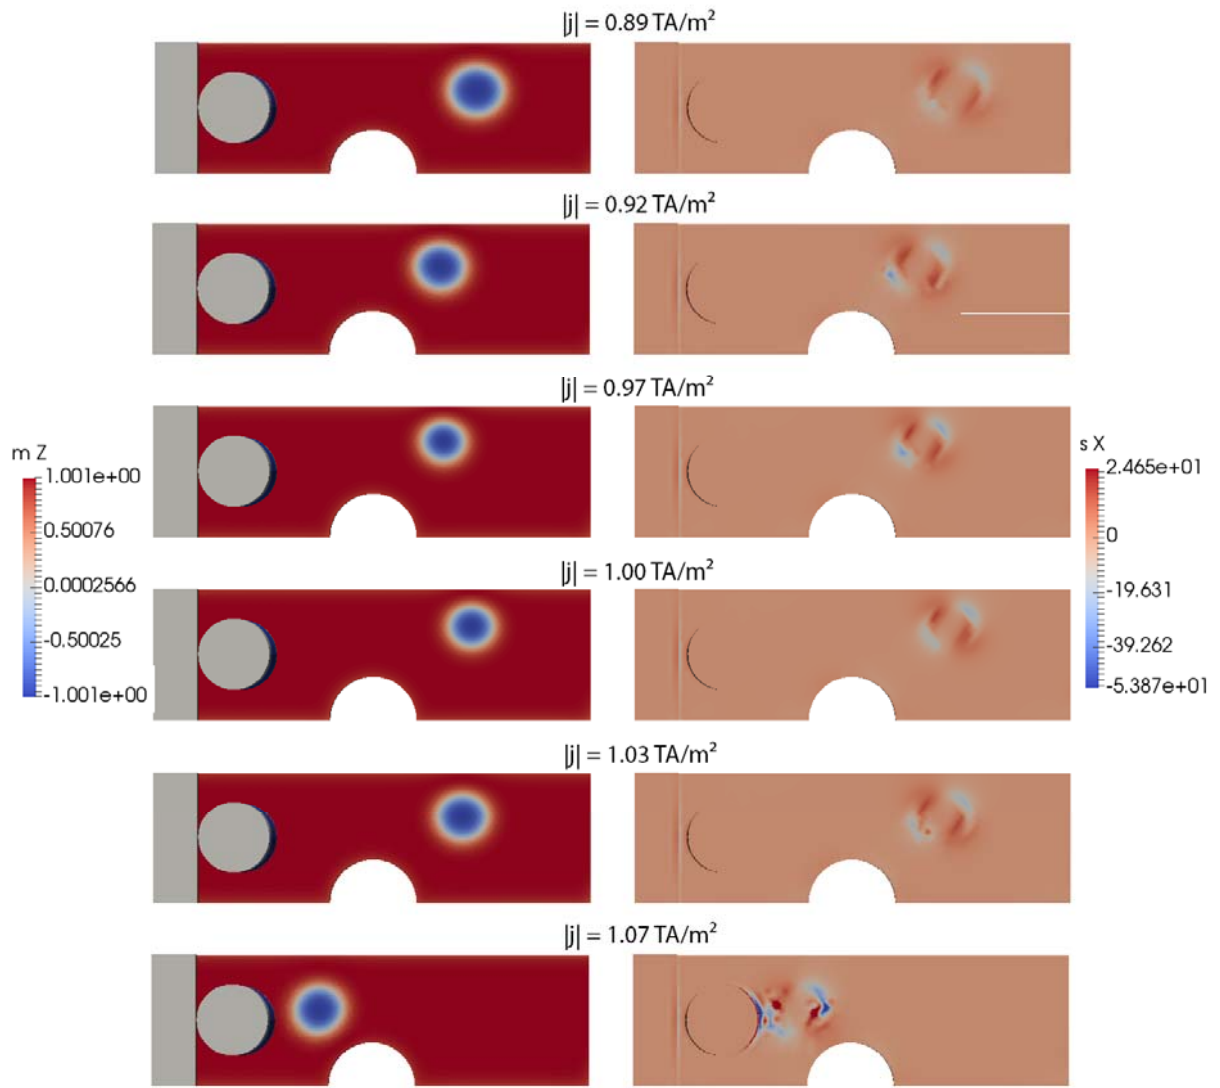 |j| = 0.89 TA/m²
|j| = 0.92 TA/m²
|j| = 0.97 TA/m²
m Z
1.001e+00
0.50076
0.0002566
-0.50025
-1.001e+00
s X
2.465e+01
0
-19.631
-39.262
-5.387e+01
|j| = 1.00 TA/m²
|j| = 1.03 TA/m²
|j| = 1.07 TA/m²